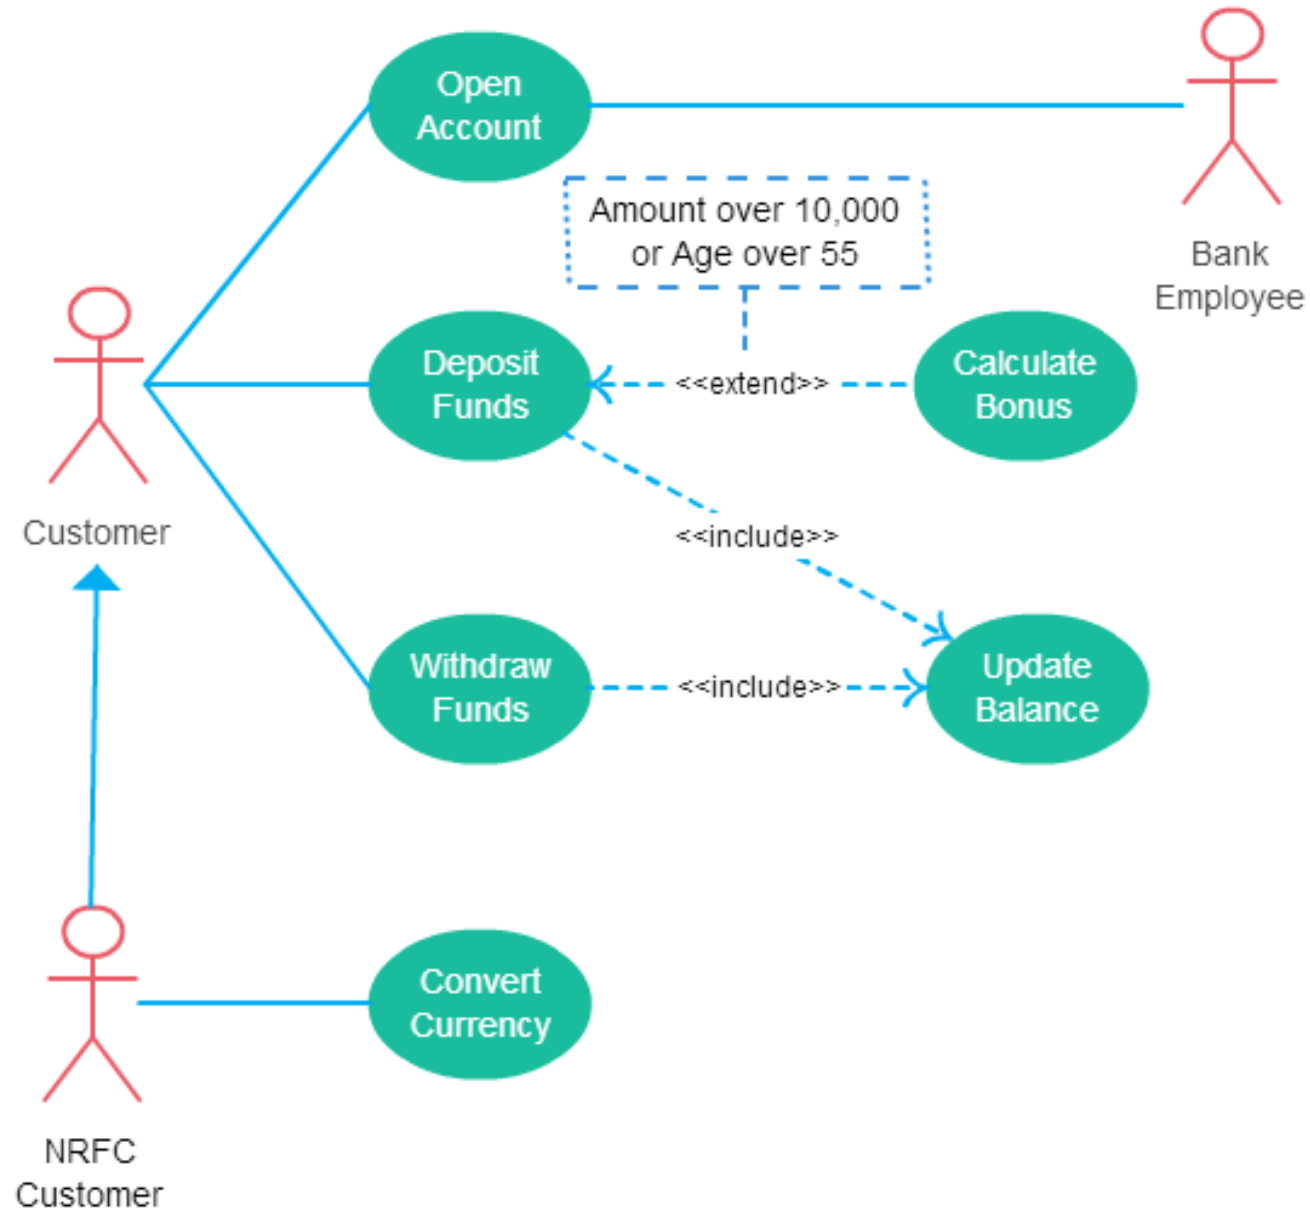 Open
Account
Bank
Employee
Amount over 10,000
or Age over 55
Customer
Deposit
Funds
<<extend>>
Calculate
Bonus
<<include>>
Withdraw
Funds
<<include>>
Update
Balance
NRFC
Customer
Convert
Currency